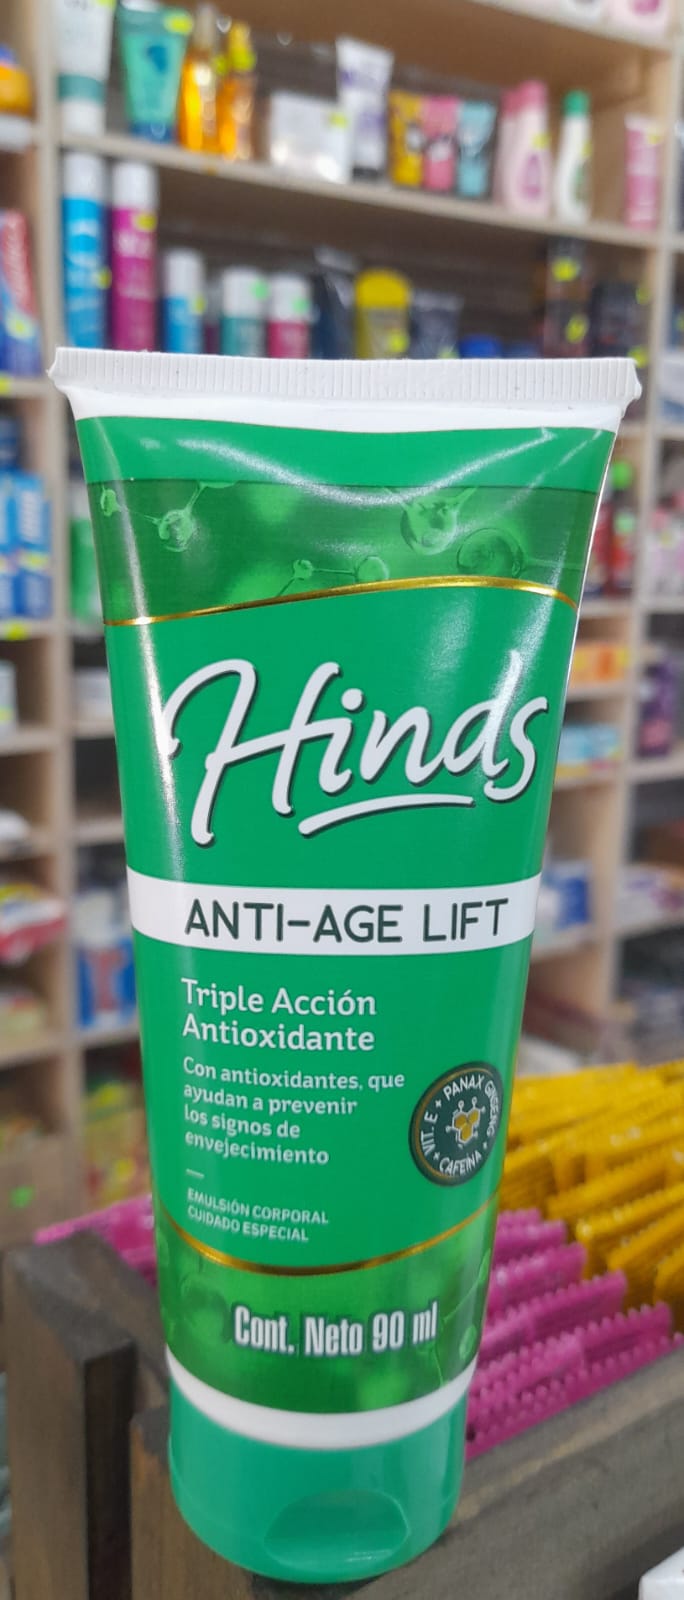 Hinds
ANTI-AGE LIFT
Triple Acción
Antioxidante
Con antioxidantes, que
ayudan a prevenir
los signos de
envejecimiento
VIT. E + PANAX GINSENG + CAFEÍNA +
EMULSIÓN CORPORAL
CUIDADO ESPECIAL
Cont. Neto 90 ml